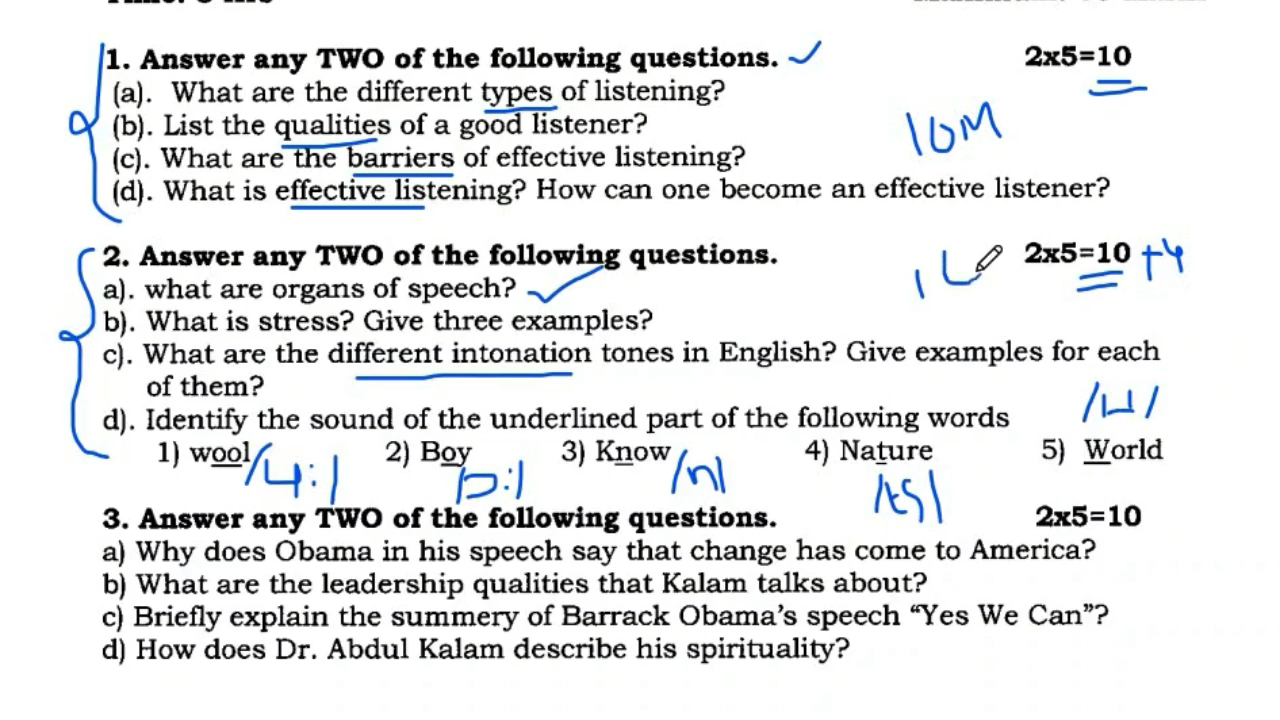 1. Answer any TWO of the following questions. 2x5=10
(a). What are the different types of listening?
(b). List the qualities of a good listener? 10M
(c). What are the barriers of effective listening?
(d). What is effective listening? How can one become an effective listener?
2. Answer any TWO of the following questions. 2x5=10 +4
a). what are organs of speech?
b). What is stress? Give three examples?
c). What are the different intonation tones in English? Give examples for each
of them?
d). Identify the sound of the underlined part of the following words
1) wool 2) Boy 3) Know /n/ 4) Nature 5) World
3. Answer any TWO of the following questions. 2x5=10
a) Why does Obama in his speech say that change has come to America?
b) What are the leadership qualities that Kalam talks about?
c) Briefly explain the summery of Barrack Obama's speech “Yes We Can”?
d) How does Dr. Abdul Kalam describe his spirituality?